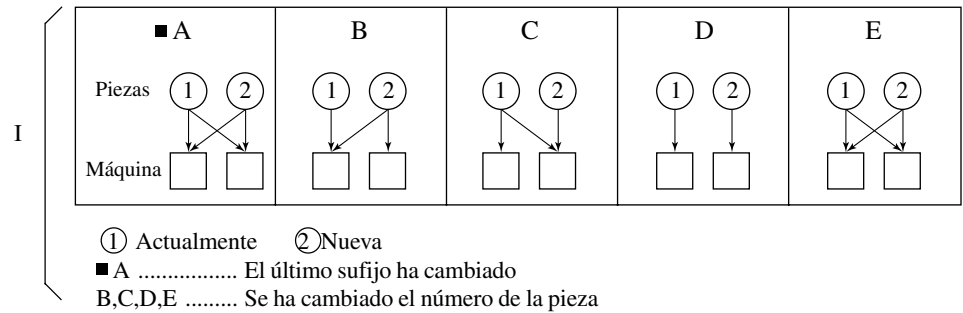 ■ A B C D E
Piezas 1 2 1 2 1 2 1 2 1 2
I
Máquina
1 Actualmente 2 Nueva
■ A ................. El último sufijo ha cambiado
B,C,D,E ......... Se ha cambiado el número de la pieza